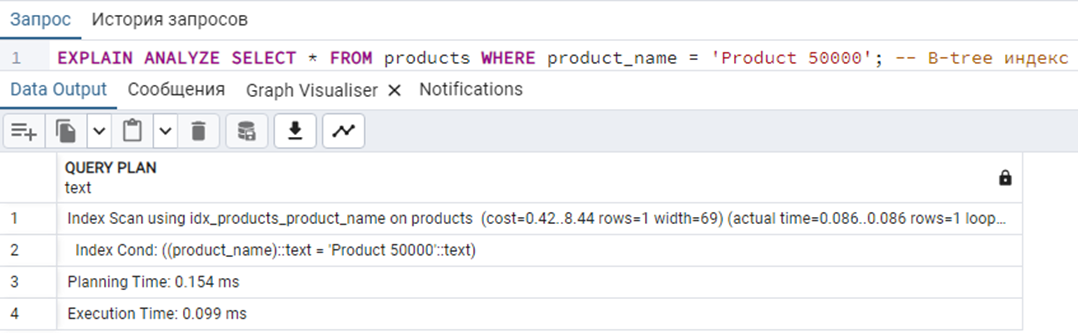 Запрос История запросов
1 EXPLAIN ANALYZE SELECT * FROM products WHERE product_name = 'Product 50000'; -- B-tree индекс
Data Output Сообщения Graph Visualiser Notifications
QUERY PLAN
text
1 Index Scan using idx_products_product_name on products (cost=0.42..8.44 rows=1 width=69) (actual time=0.086..0.086 rows=1 loop…
2 Index Cond: ((product_name)::text = 'Product 50000'::text)
3 Planning Time: 0.154 ms
4 Execution Time: 0.099 ms